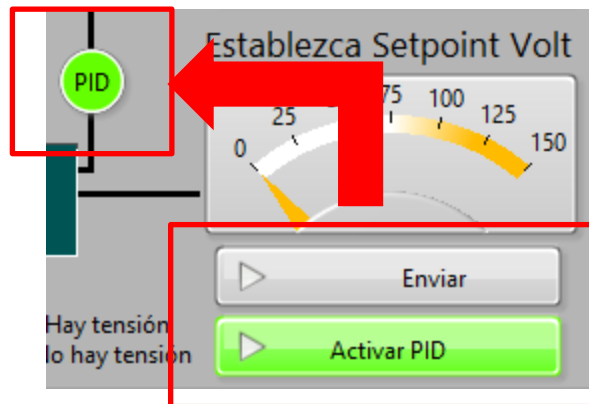 Establezca Setpoint Volt
PID
0
25
75
100
125
150
Enviar
Activar PID
Hay tensión
lo hay tensión